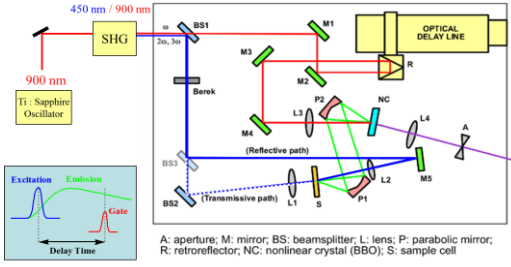 450 nm / 900 nm
SHG
900 nm
Ti : Sapphire
Oscillator
ω
BS1
2ω, 3ω
M1
OPTICAL
DELAY LINE
M3
M2
R
Berek
P2
NC
M4
L3
L4
A
(Reflective path)
BS3
L2
M5
BS2
(Transmissive path)
L1
S
P1
Excitation
Emission
Gate
Delay Time
A: aperture; M: mirror; BS: beamsplitter; L: lens; P: parabolic mirror;
R: retroreflector; NC: nonlinear crystal (BBO); S: sample cell